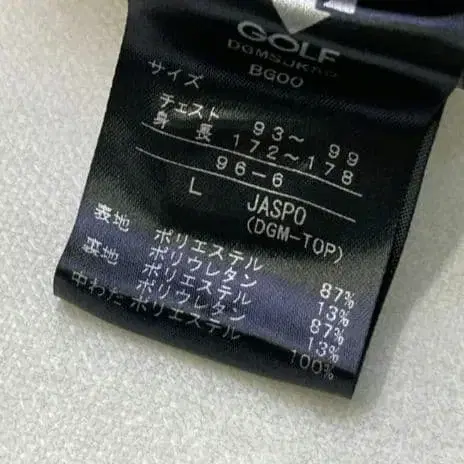 GOLF
BG00
サイズ
チェスト 93～ 99
身 長 172～178
96-6
L JASPO
(DGM-TOP)
表地 ポリエステル 87%
ポリウレタン 13%
裏地 ポリエステル 87%
ポリウレタン 13%
中わた ポリエステル 100%